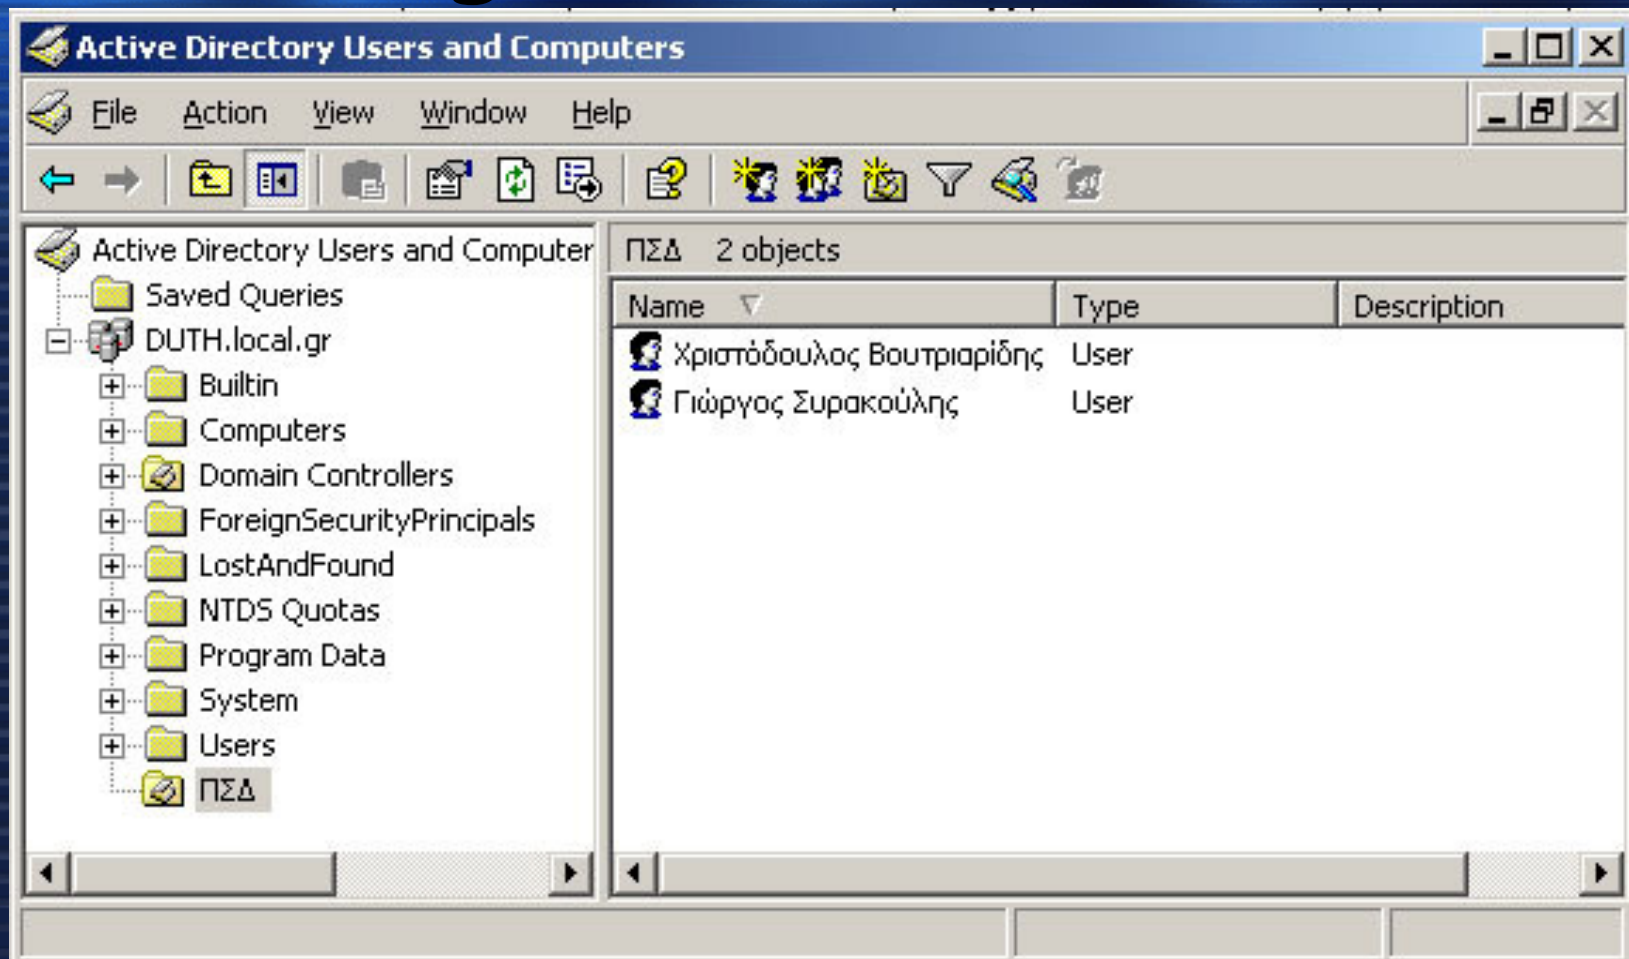 Active Directory Users and Computers
File Action View Window Help
Active Directory Users and Computer
Saved Queries
DUTH.local.gr
Builtin
Computers
Domain Controllers
ForeignSecurityPrincipals
LostAndFound
NTDS Quotas
Program Data
System
Users
ΠΣΔ
ΠΣΔ 2 objects
Name Type Description
Χριστόδουλος Βουτριαρίδης User
Γιώργος Συρακούλης User